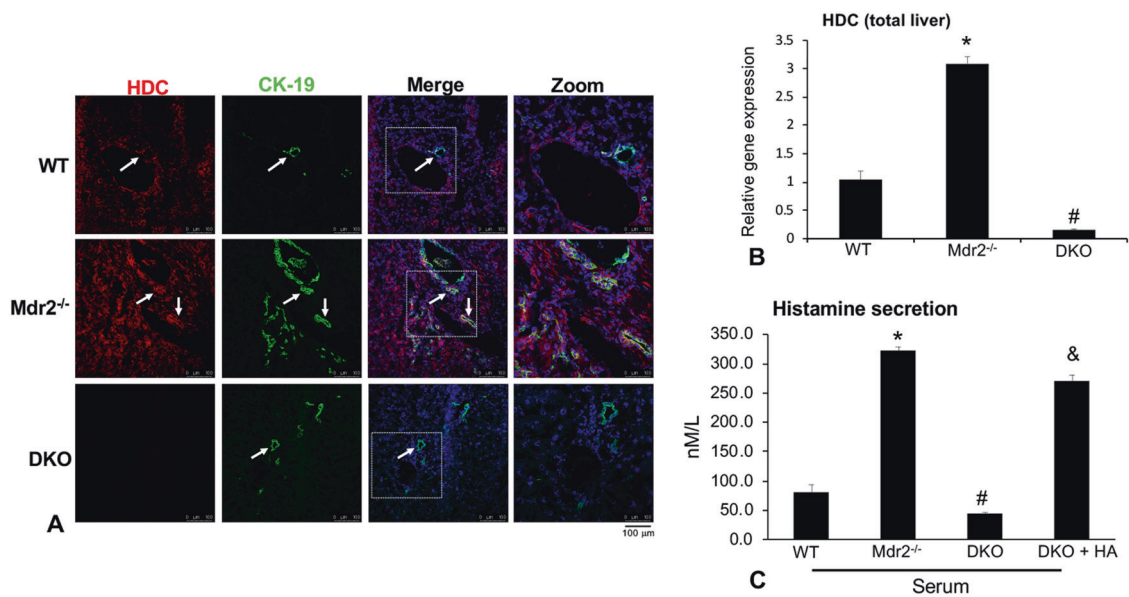 HDC CK-19 Merge Zoom
WT
Mdr2-/-
DKO
A
100 μm
HDC (total liver)
Relative gene expression
3.5
3
2.5
2
1.5
1
0.5
0
*
#
WT Mdr2-/- DKO
B
Histamine secretion
nM/L
350.0
300.0
250.0
200.0
150.0
100.0
50.0
0.0
*
#
&
WT Mdr2-/- DKO DKO + HA
Serum
C